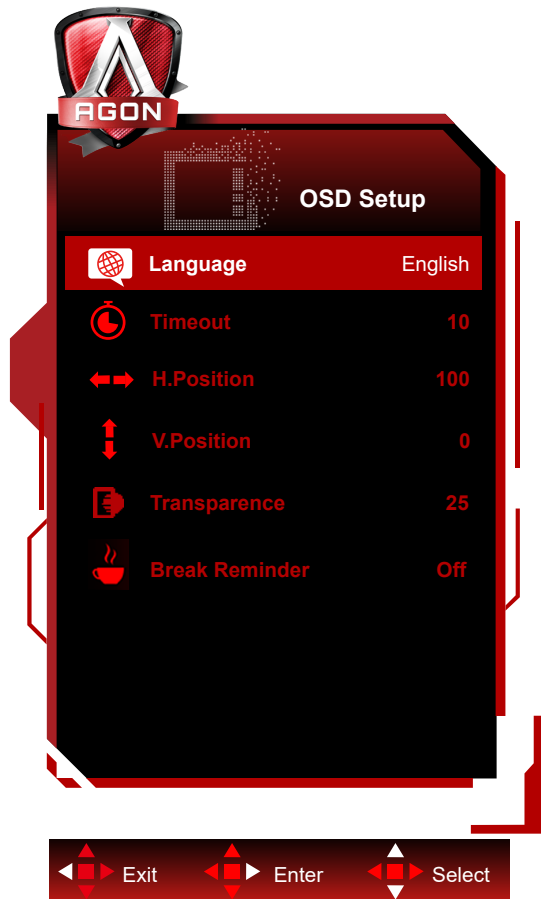 AGON
OSD Setup
Language English
Timeout 10
H.Position 100
V.Position 0
Transparence 25
Break Reminder Off
Exit Enter Select